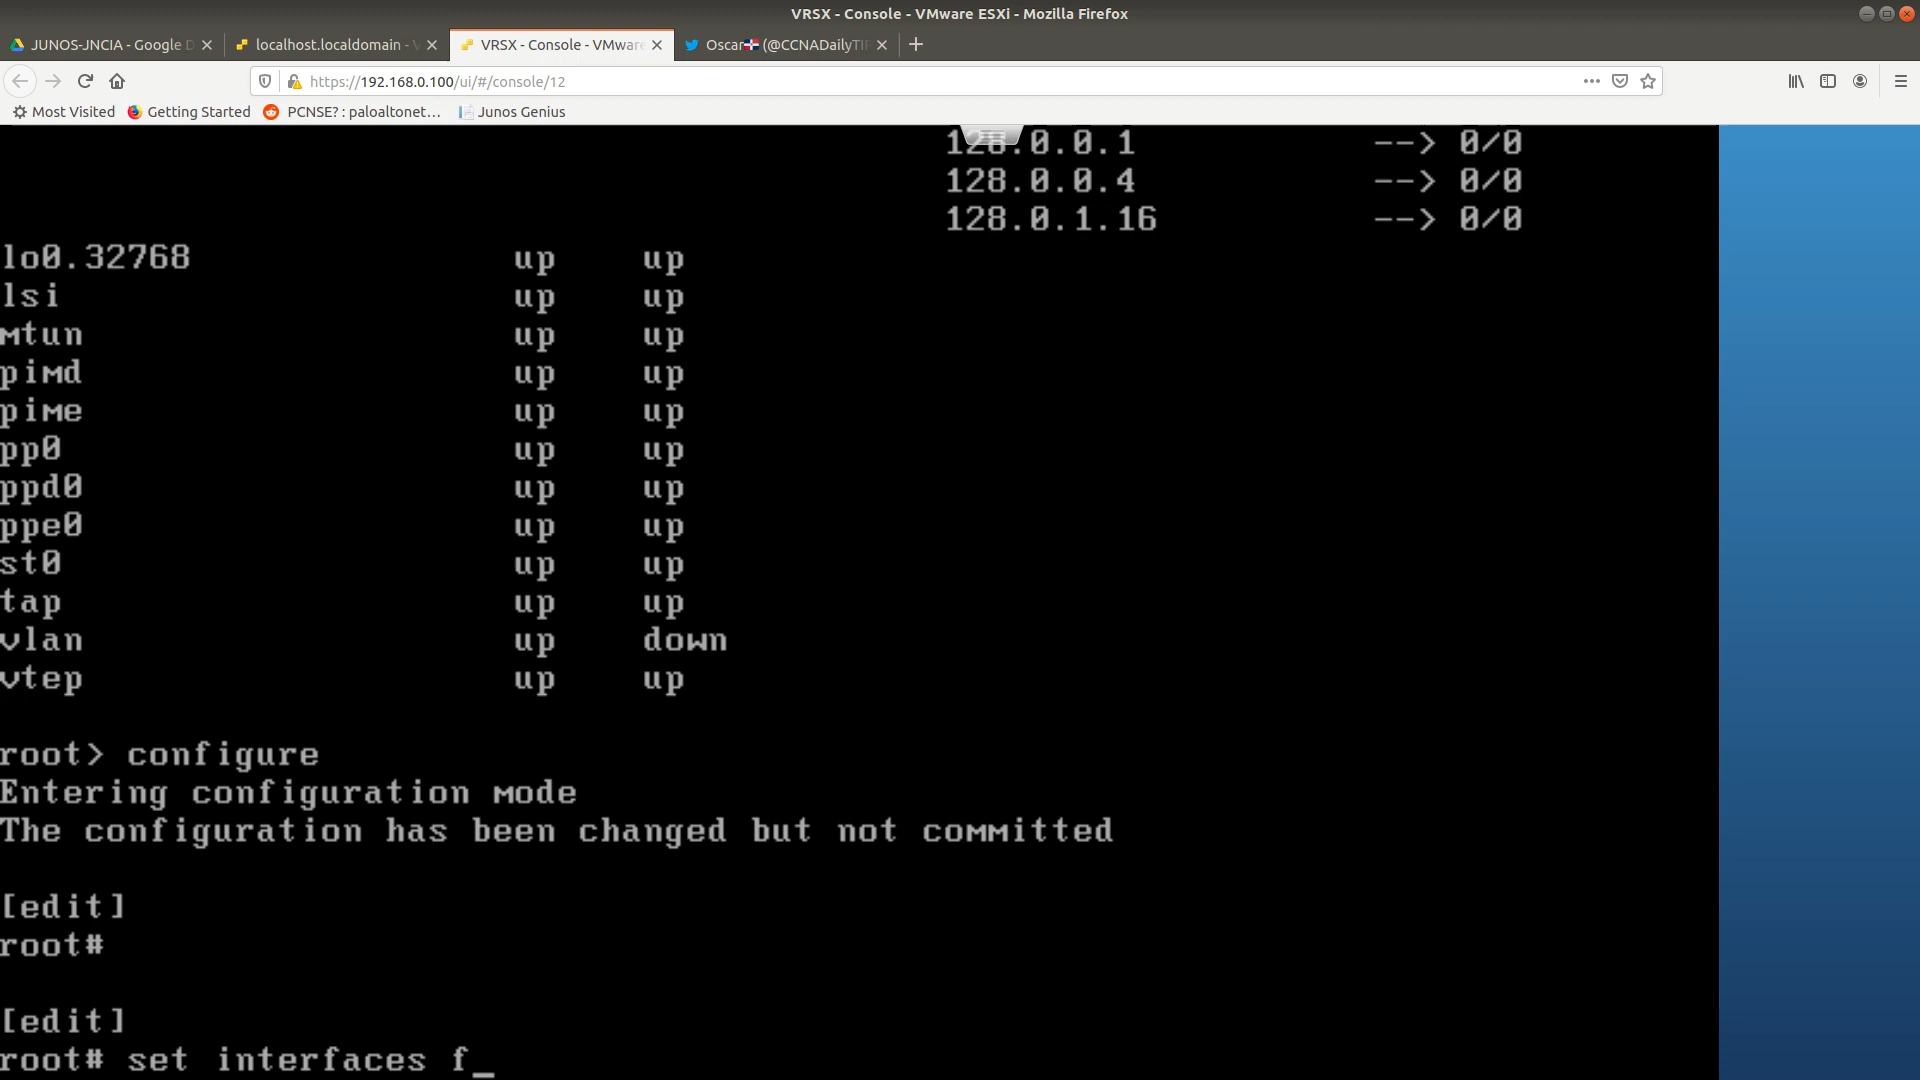 VRSX - Console - VMware ESXi - Mozilla Firefox
JUNOS-JNCIA - Google D
localhost.localdomain - V
VRSX - Console - VMware
Oscar🇩🇴 (@CCNADailyTIP
https://192.168.0.100/ui/#/console/12
Most Visited Getting Started PCNSE? : paloaltonet… Junos Genius
128.0.0.1 --> 0/0
128.0.0.4 --> 0/0
128.0.1.16 --> 0/0
lo0.32768 up up
lsi up up
mtun up up
pimd up up
pime up up
pp0 up up
ppd0 up up
ppe0 up up
st0 up up
tap up up
vlan up down
vtep up up
root> configure
Entering configuration mode
The configuration has been changed but not committed
[edit]
root#
[edit]
root# set interfaces f_